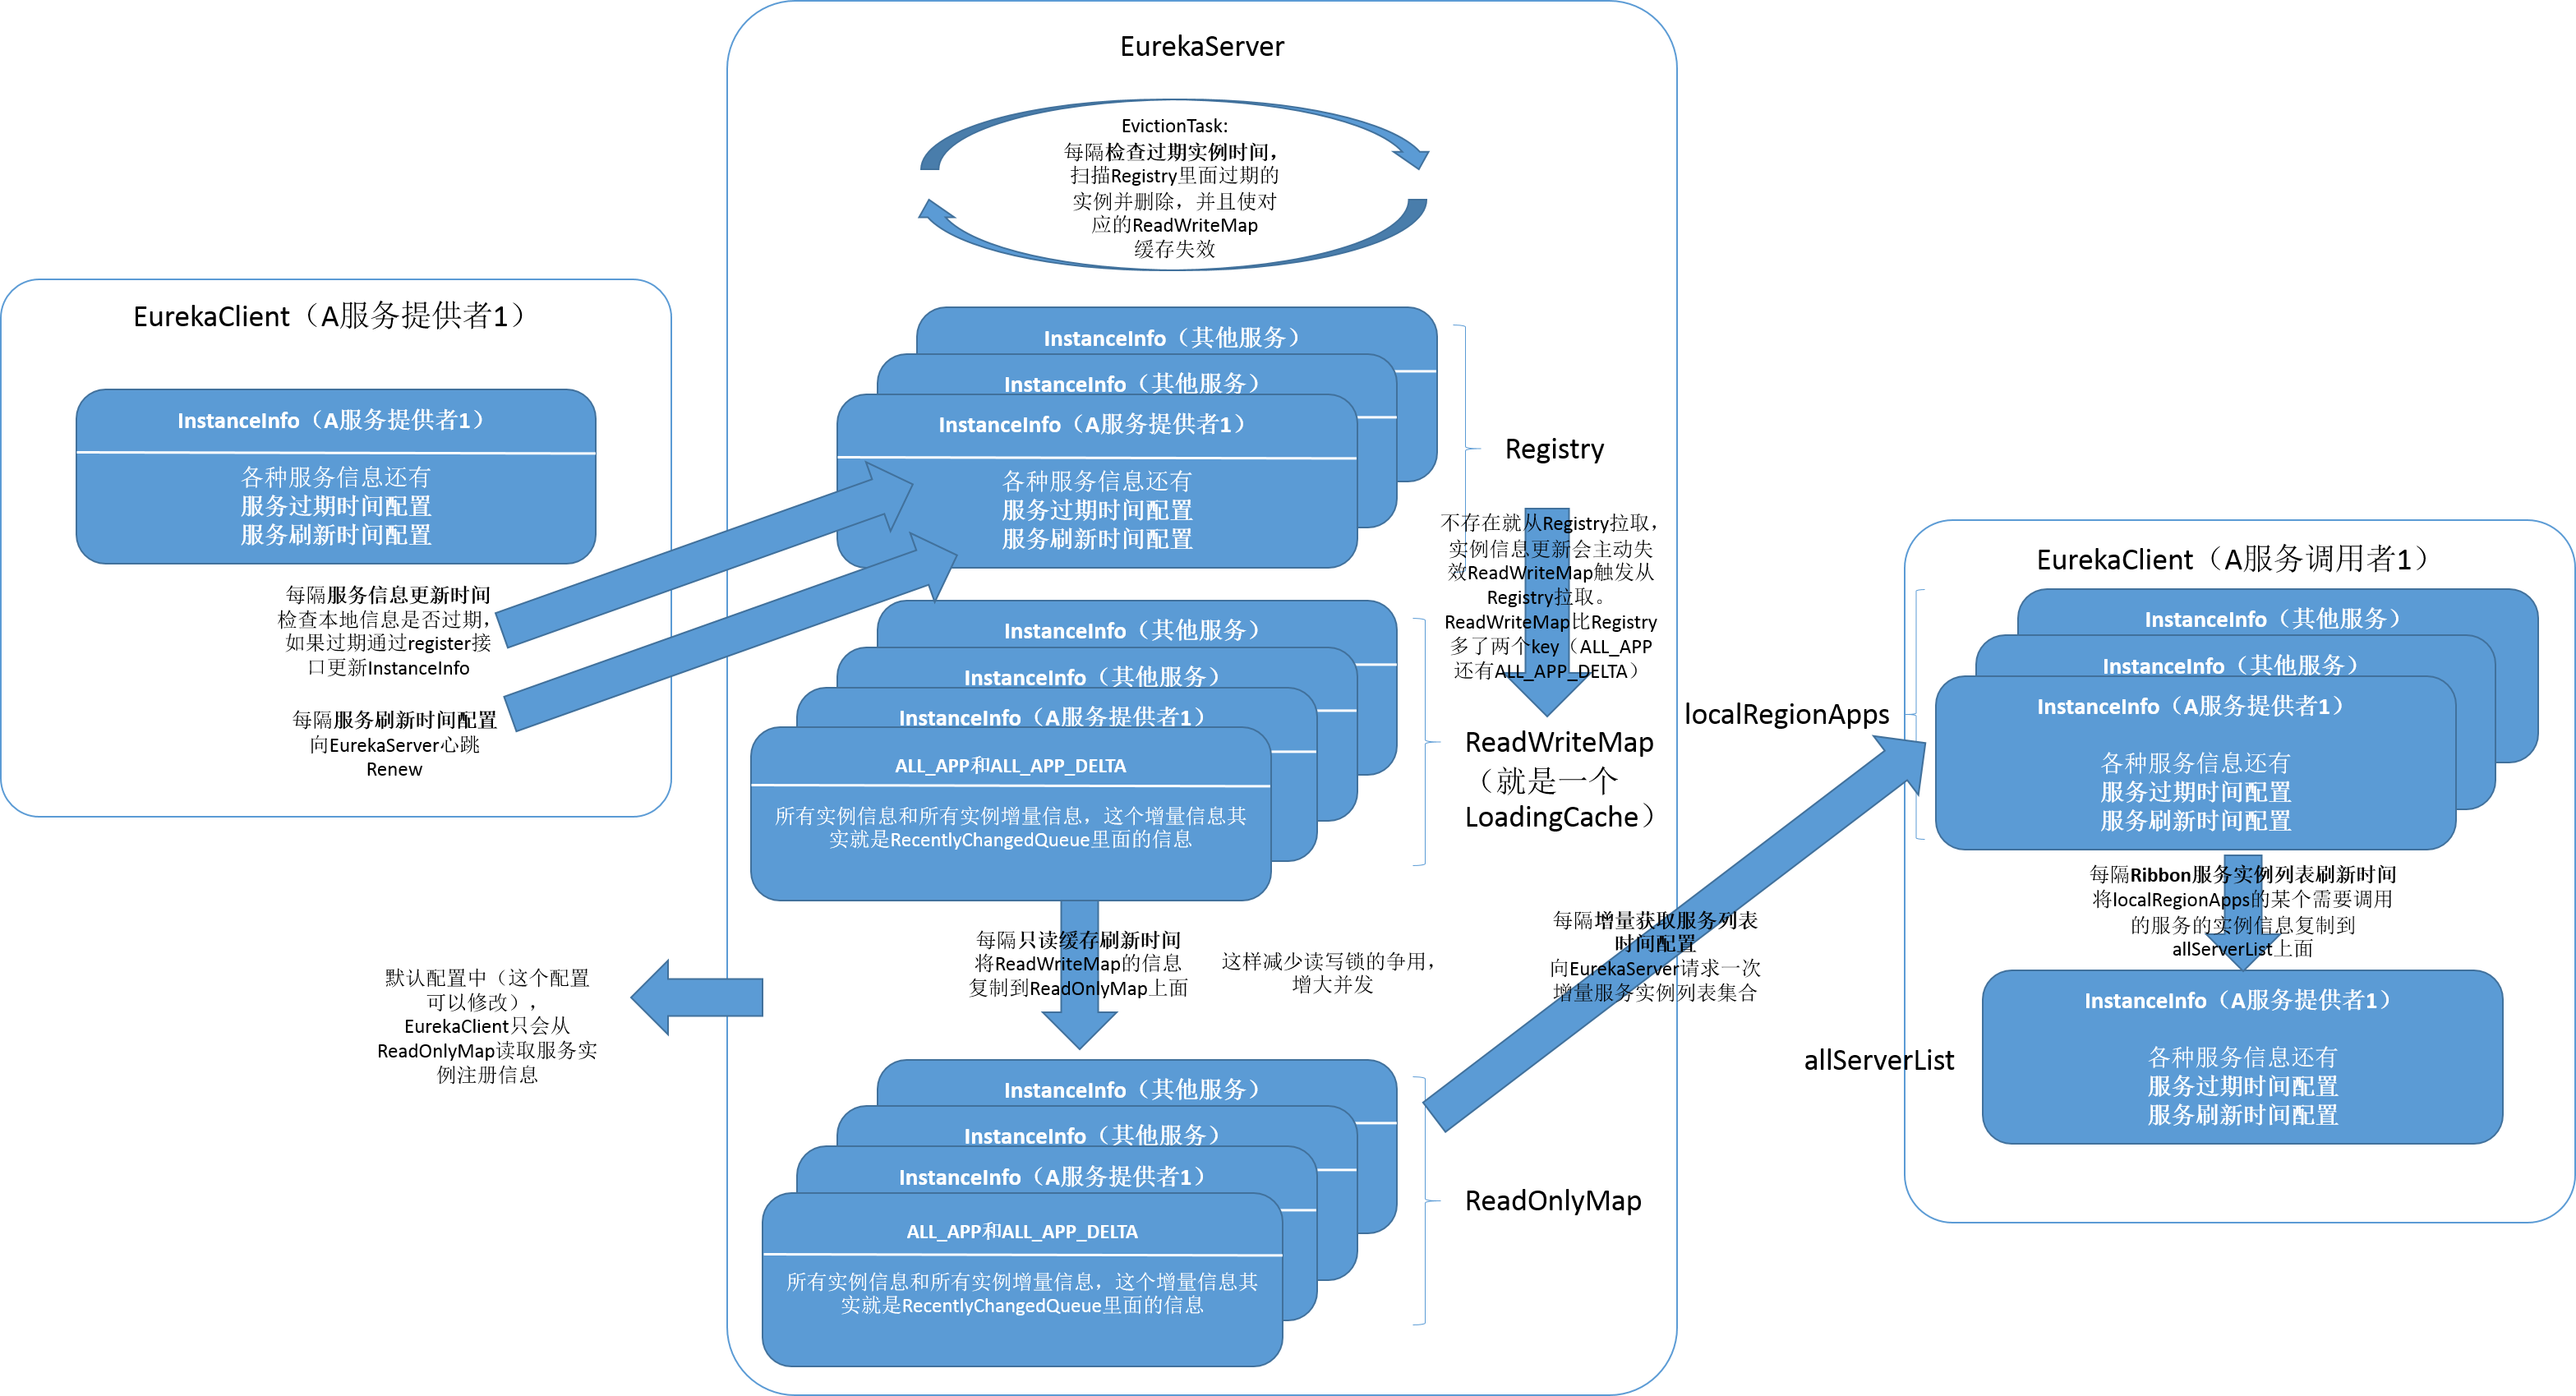 EurekaServer
EvictionTask:
每隔检查过期实例时间，
扫描Registry里面过期的
实例并删除，并且使对
应的ReadWriteMap
缓存失效
EurekaClient（A服务提供者1）
InstanceInfo（A服务提供者1）
各种服务信息还有
服务过期时间配置
服务刷新时间配置
每隔服务信息更新时间
检查本地信息是否过期，
如果过期通过register接
口更新InstanceInfo
每隔服务刷新时间配置
向EurekaServer心跳
Renew
InstanceInfo（其他服务）
InstanceInfo（其他服务）
InstanceInfo（A服务提供者1）
各种服务信息还有
服务过期时间配置
服务刷新时间配置
Registry
不存在就从Registry拉取，
实例信息更新会主动失
效ReadWriteMap触发从
Registry拉取。
ReadWriteMap比Registry
多了两个key（ALL_APP
还有ALL_APP_DELTA）
InstanceInfo（其他服务）
InstanceInfo（其他服务）
InstanceInfo（A服务提供者1）
ALL_APP和ALL_APP_DELTA
所有实例信息和所有实例增量信息，这个增量信息其
实就是RecentlyChangedQueue里面的信息
ReadWriteMap
（就是一个
LoadingCache）
每隔只读缓存刷新时间
将ReadWriteMap的信息
复制到ReadOnlyMap上面
这样减少读写锁的争用，
增大并发
默认配置中（这个配置
可以修改），
EurekaClient只会从
ReadOnlyMap读取服务实
例注册信息
InstanceInfo（其他服务）
InstanceInfo（其他服务）
InstanceInfo（A服务提供者1）
ALL_APP和ALL_APP_DELTA
所有实例信息和所有实例增量信息，这个增量信息其
实就是RecentlyChangedQueue里面的信息
ReadOnlyMap
每隔增量获取服务列表
时间配置
向EurekaServer请求一次
增量服务实例列表集合
EurekaClient（A服务调用者1）
localRegionApps
InstanceInfo（其他服务）
InstanceInfo（其他服务）
InstanceInfo（A服务提供者1）
各种服务信息还有
服务过期时间配置
服务刷新时间配置
每隔Ribbon服务实例列表刷新时间
将localRegionApps的某个需要调用
的服务的实例信息复制到
allServerList上面
allServerList
InstanceInfo（A服务提供者1）
各种服务信息还有
服务过期时间配置
服务刷新时间配置